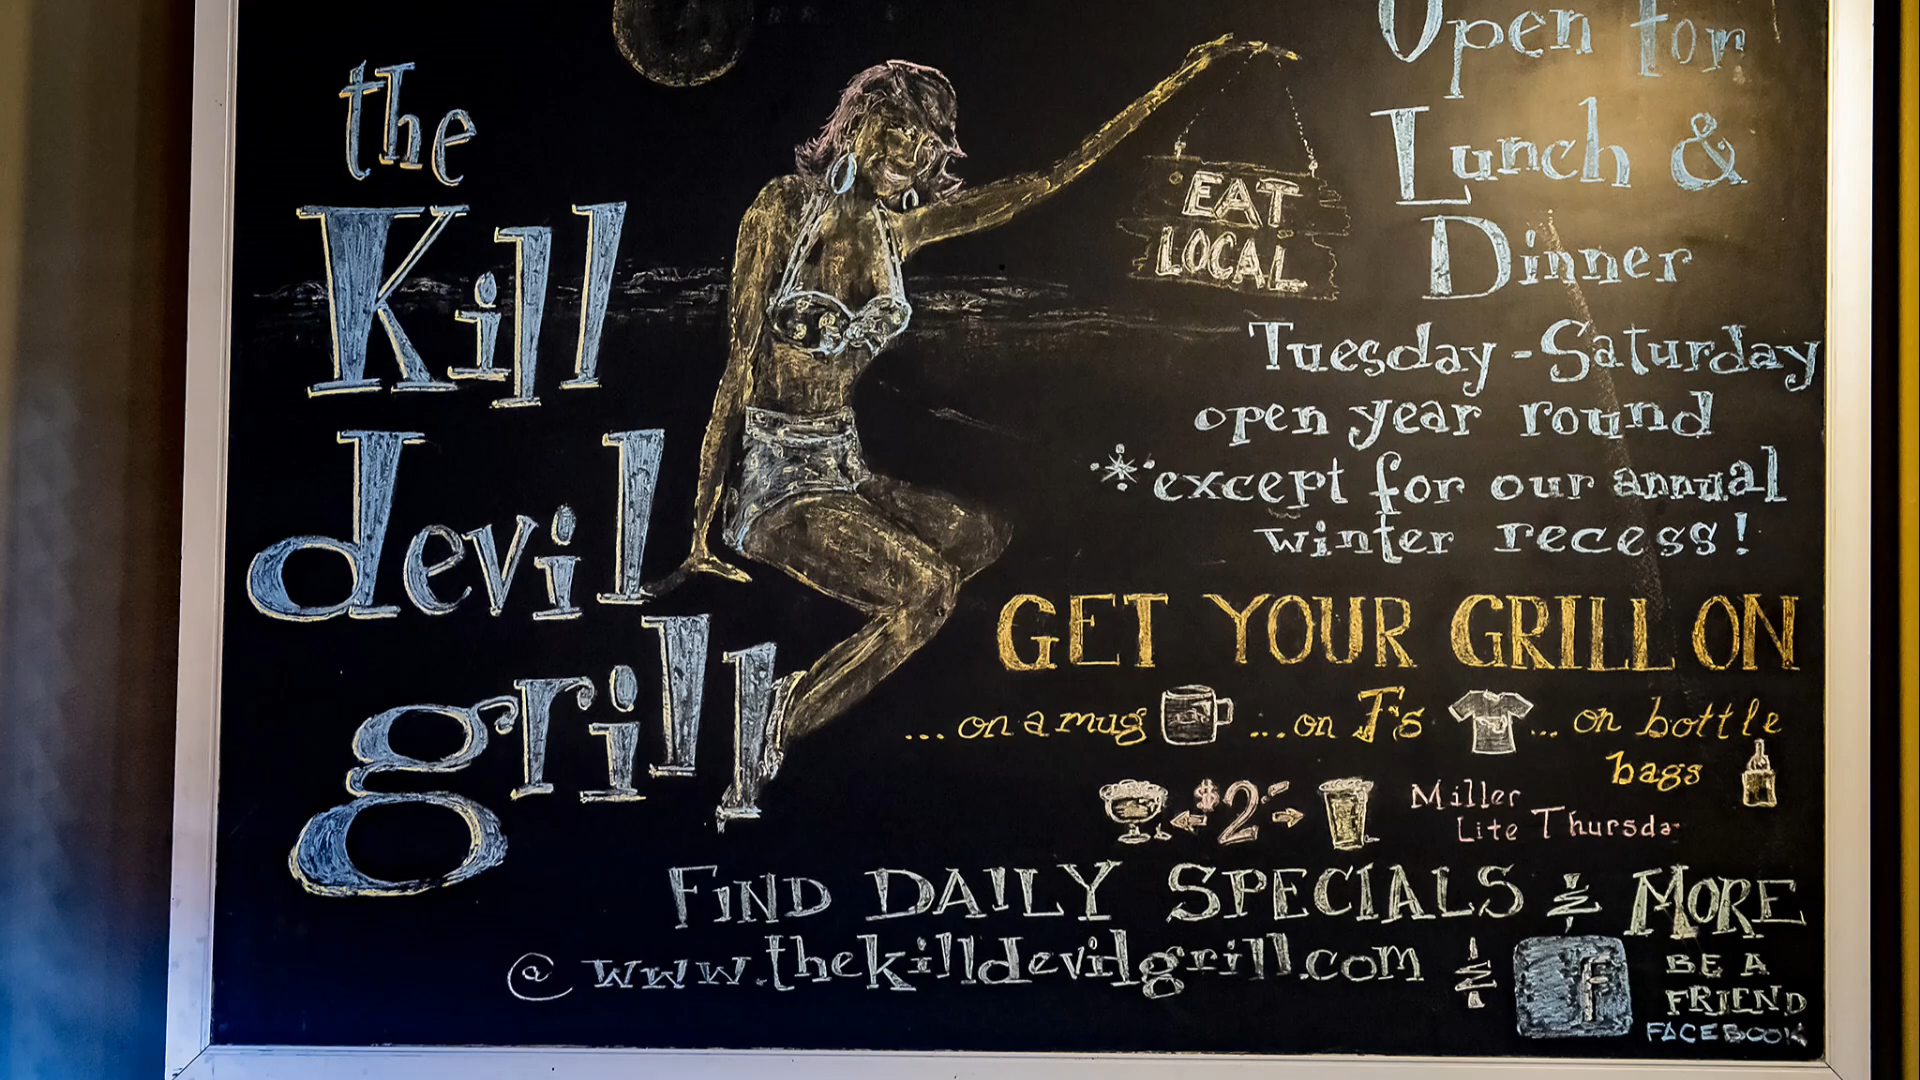 the
Kill
devil
grill
EAT
LOCAL
Open for
Lunch &
Dinner
Tuesday - Saturday
open year round
*except for our annual
winter recess!
GET YOUR GRILL ON
... on a mug ... on T's ... on bottle
bags
$2
Miller
Lite Thursda
FIND DAILY SPECIALS & MORE
@ www.thekilldevilgrill.com & f
BE A
FRIEND
FACEBOOK